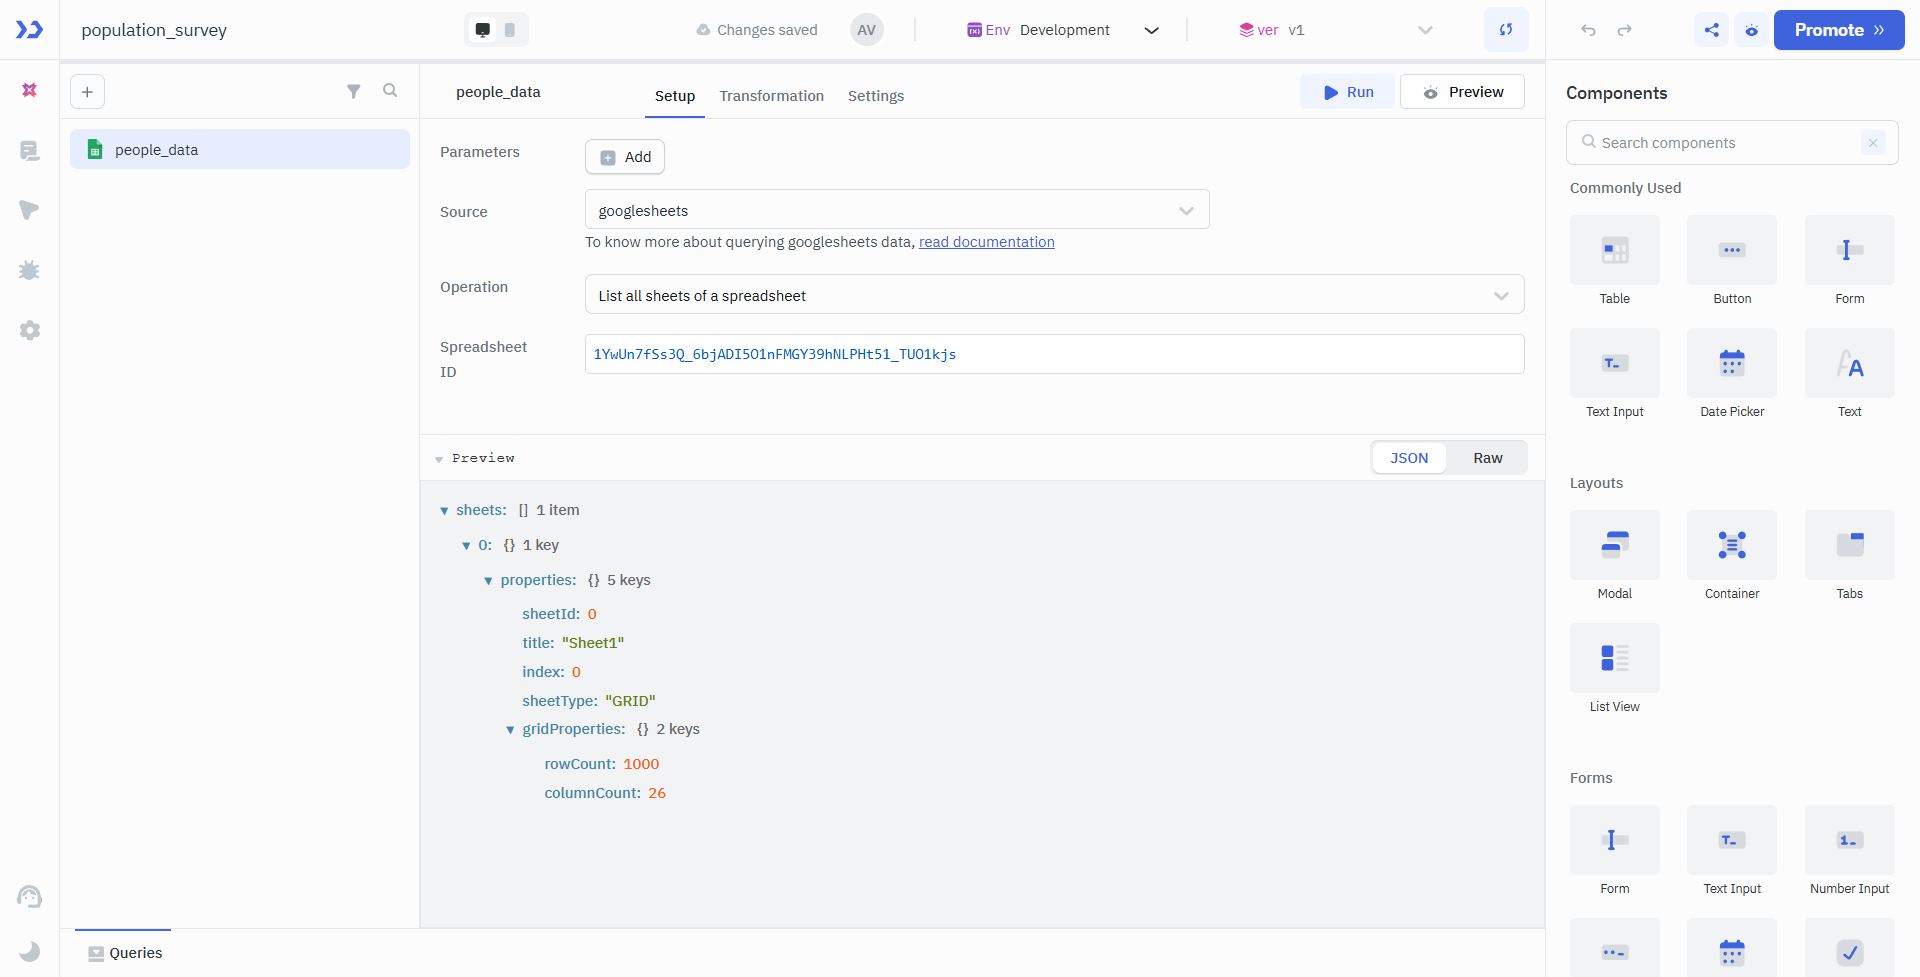 population_survey
Changes saved
AV
Env Development
ver v1
Promote
people_data
people_data
Setup
Transformation
Settings
Run
Preview
Parameters
Add
Source
googlesheets
To know more about querying googlesheets data, read documentation
Operation
List all sheets of a spreadsheet
Spreadsheet
ID
1YwUn7fSs3Q_6bjADI5O1nFMGY39hNLPHt51_TUO1kjs
Preview
JSON
Raw
sheets: [] 1 item
0: {} 1 key
properties: {} 5 keys
sheetId: 0
title: "Sheet1"
index: 0
sheetType: "GRID"
gridProperties: {} 2 keys
rowCount: 1000
columnCount: 26
Queries
Components
Search components
Commonly Used
Table
Button
Form
Text Input
Date Picker
Text
Layouts
Modal
Container
Tabs
List View
Forms
Form
Text Input
Number Input